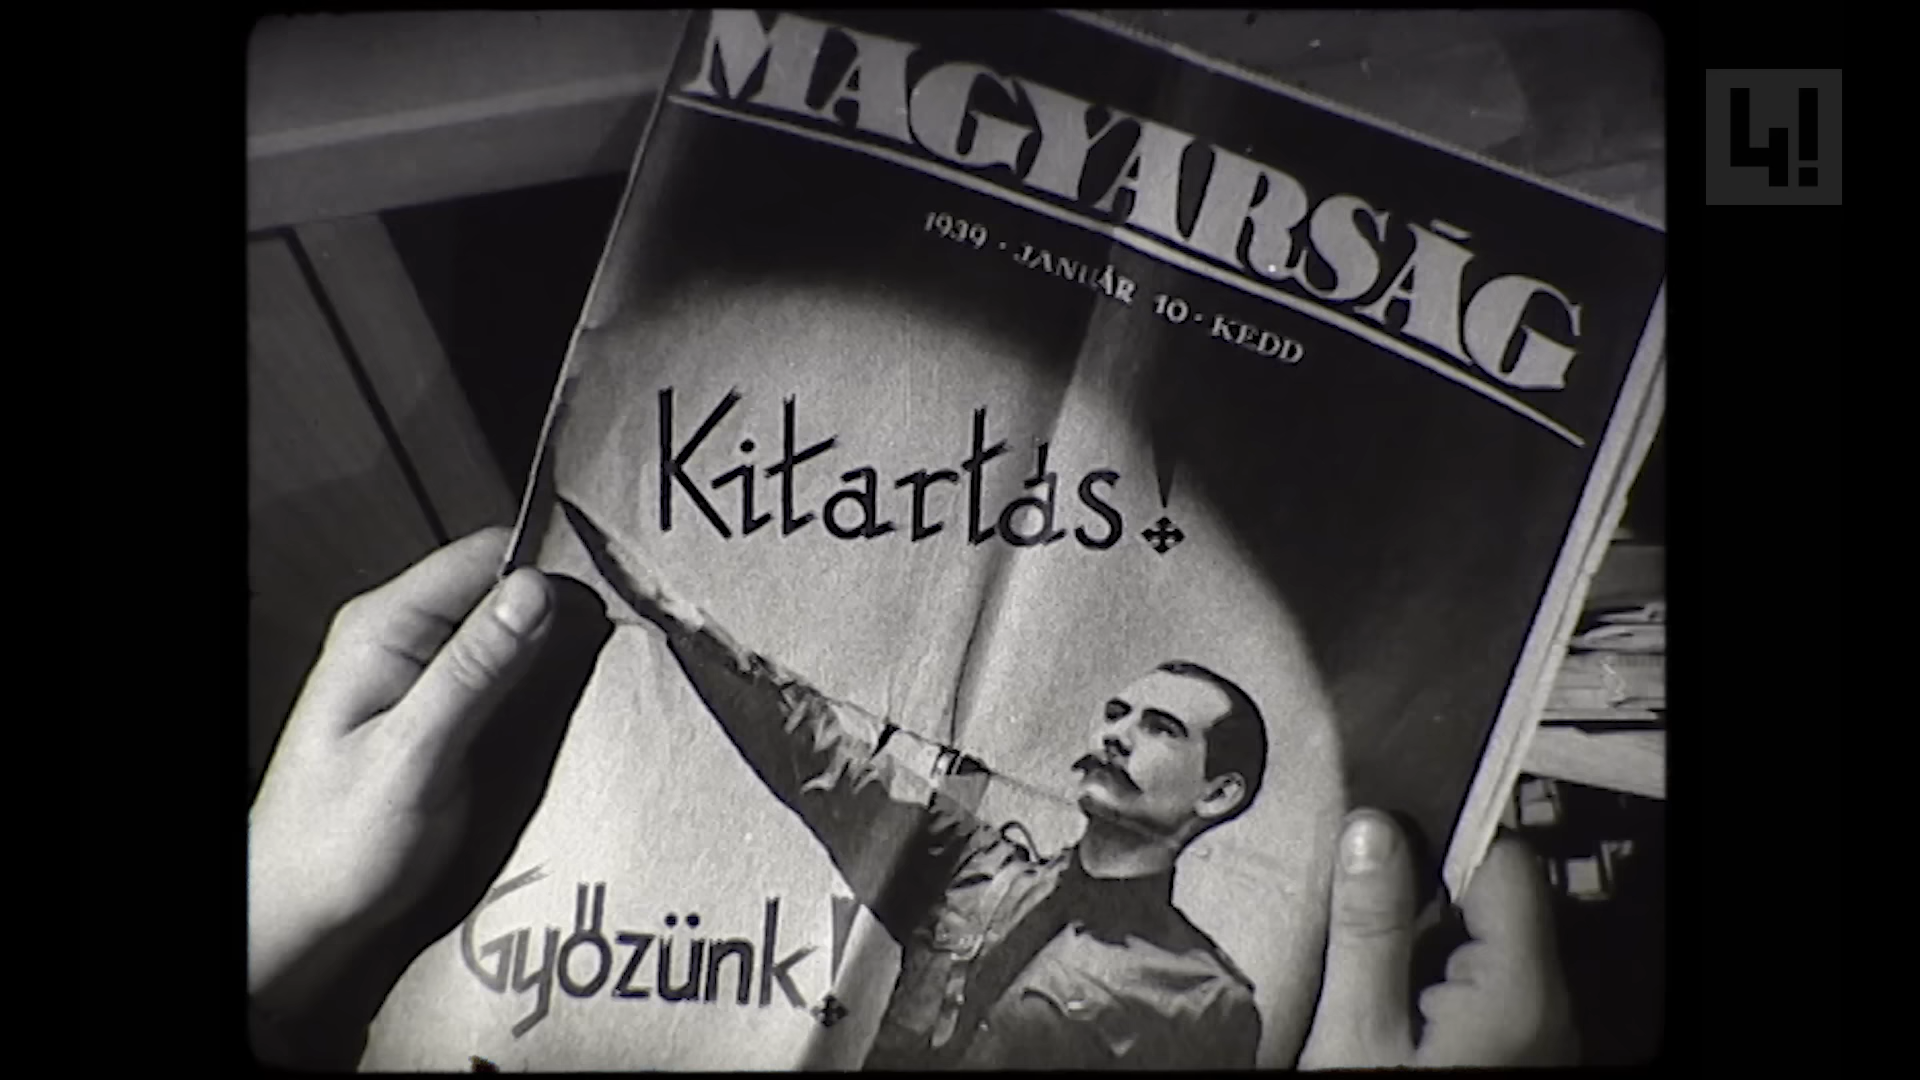 MAGYARSÁG
1939 · JANUÁR 10 · KEDD
Kitartás!
Győzünk!
4!